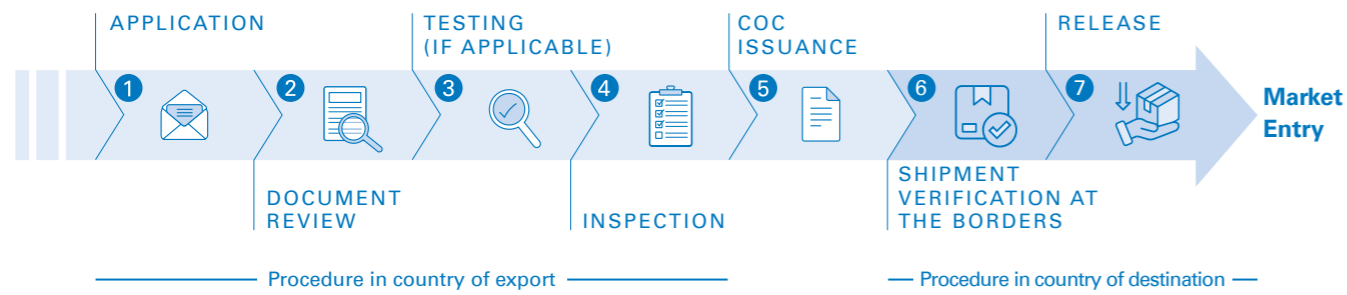 APPLICATION
TESTING
(IF APPLICABLE)
COC
ISSUANCE
RELEASE
1
2
3
4
5
6
7
Market
Entry
DOCUMENT
REVIEW
INSPECTION
SHIPMENT
VERIFICATION AT
THE BORDERS
Procedure in country of export
Procedure in country of destination